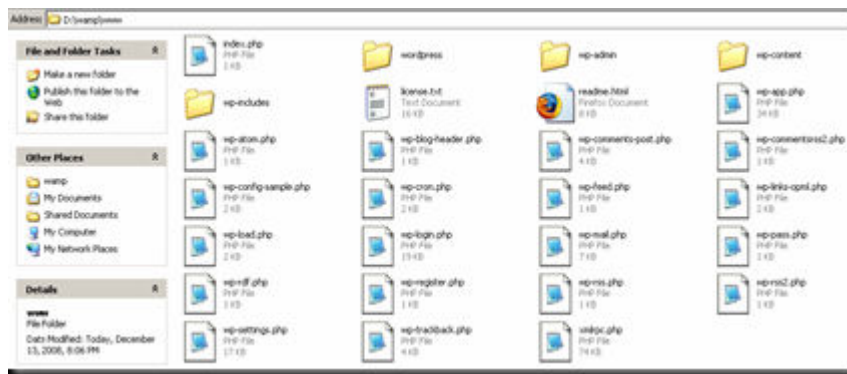 Address D:\wamp\www
File and Folder Tasks
Make a new folder
Publish this folder to the Web
Share this folder
Other Places
wamp
My Documents
Shared Documents
My Computer
My Network Places
Details
www
File Folder
Date Modified: Today, December 13, 2008, 8:06 PM
index.php
PHP File
1 KB
wordpress
wp-admin
wp-content
wp-includes
license.txt
Text Document
16 KB
readme.html
Firefox Document
8 KB
wp-app.php
PHP File
34 KB
wp-atom.php
PHP File
1 KB
wp-blog-header.php
PHP File
1 KB
wp-comments-post.php
PHP File
4 KB
wp-commentsrss2.php
PHP File
1 KB
wp-config-sample.php
PHP File
2 KB
wp-cron.php
PHP File
2 KB
wp-feed.php
PHP File
1 KB
wp-links-opml.php
PHP File
2 KB
wp-load.php
PHP File
2 KB
wp-login.php
PHP File
19 KB
wp-mail.php
PHP File
7 KB
wp-pass.php
PHP File
1 KB
wp-rdf.php
PHP File
1 KB
wp-register.php
PHP File
1 KB
wp-rss.php
PHP File
1 KB
wp-rss2.php
PHP File
1 KB
wp-settings.php
PHP File
17 KB
wp-trackback.php
PHP File
4 KB
xmlrpc.php
PHP File
74 KB